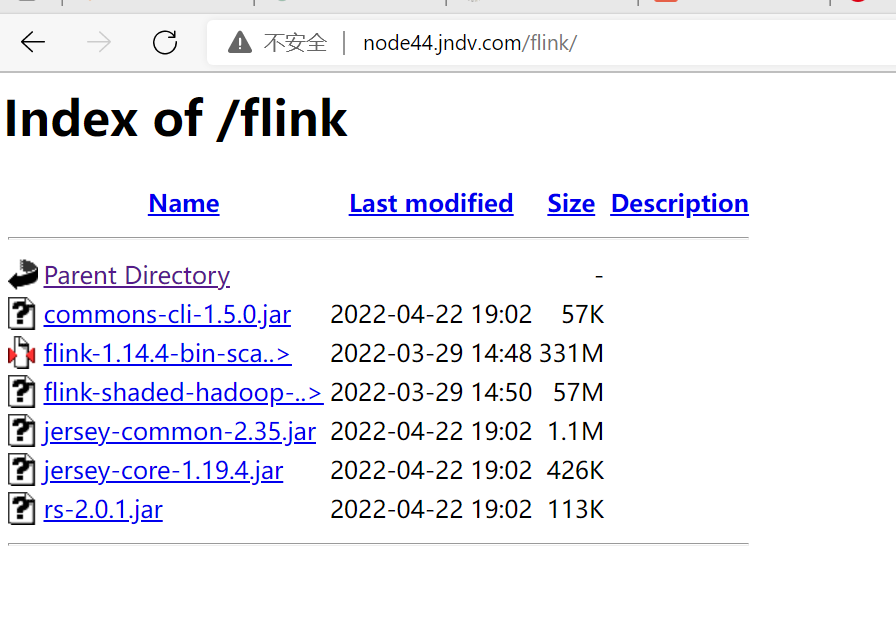 不安全 | node44.jndv.com/flink/
Index of /flink
Name Last modified Size Description
Parent Directory -
commons-cli-1.5.0.jar 2022-04-22 19:02 57K
flink-1.14.4-bin-sca..> 2022-03-29 14:48 331M
flink-shaded-hadoop-..> 2022-03-29 14:50 57M
jersey-common-2.35.jar 2022-04-22 19:02 1.1M
jersey-core-1.19.4.jar 2022-04-22 19:02 426K
rs-2.0.1.jar 2022-04-22 19:02 113K